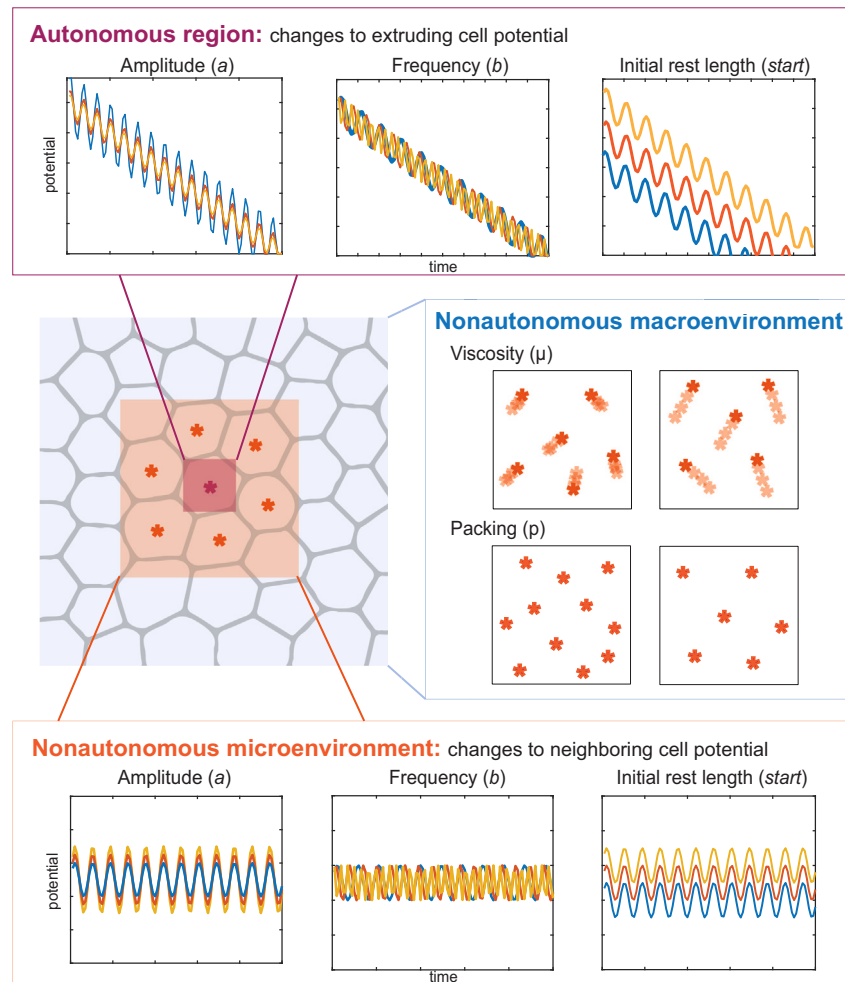 Autonomous region: changes to extruding cell potential
Amplitude (a)
Frequency (b)
Initial rest length (start)
potential
time
Nonautonomous macroenvironment
Viscosity (μ)
Packing (p)
Nonautonomous microenvironment: changes to neighboring cell potential
Amplitude (a)
Frequency (b)
Initial rest length (start)
potential
time